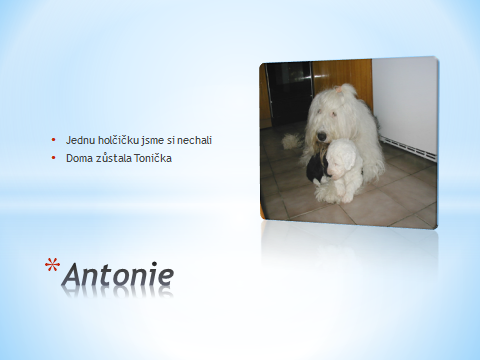 • Jednu holčičku jsme si nechali
• Doma zůstala Tonička
*Antonie